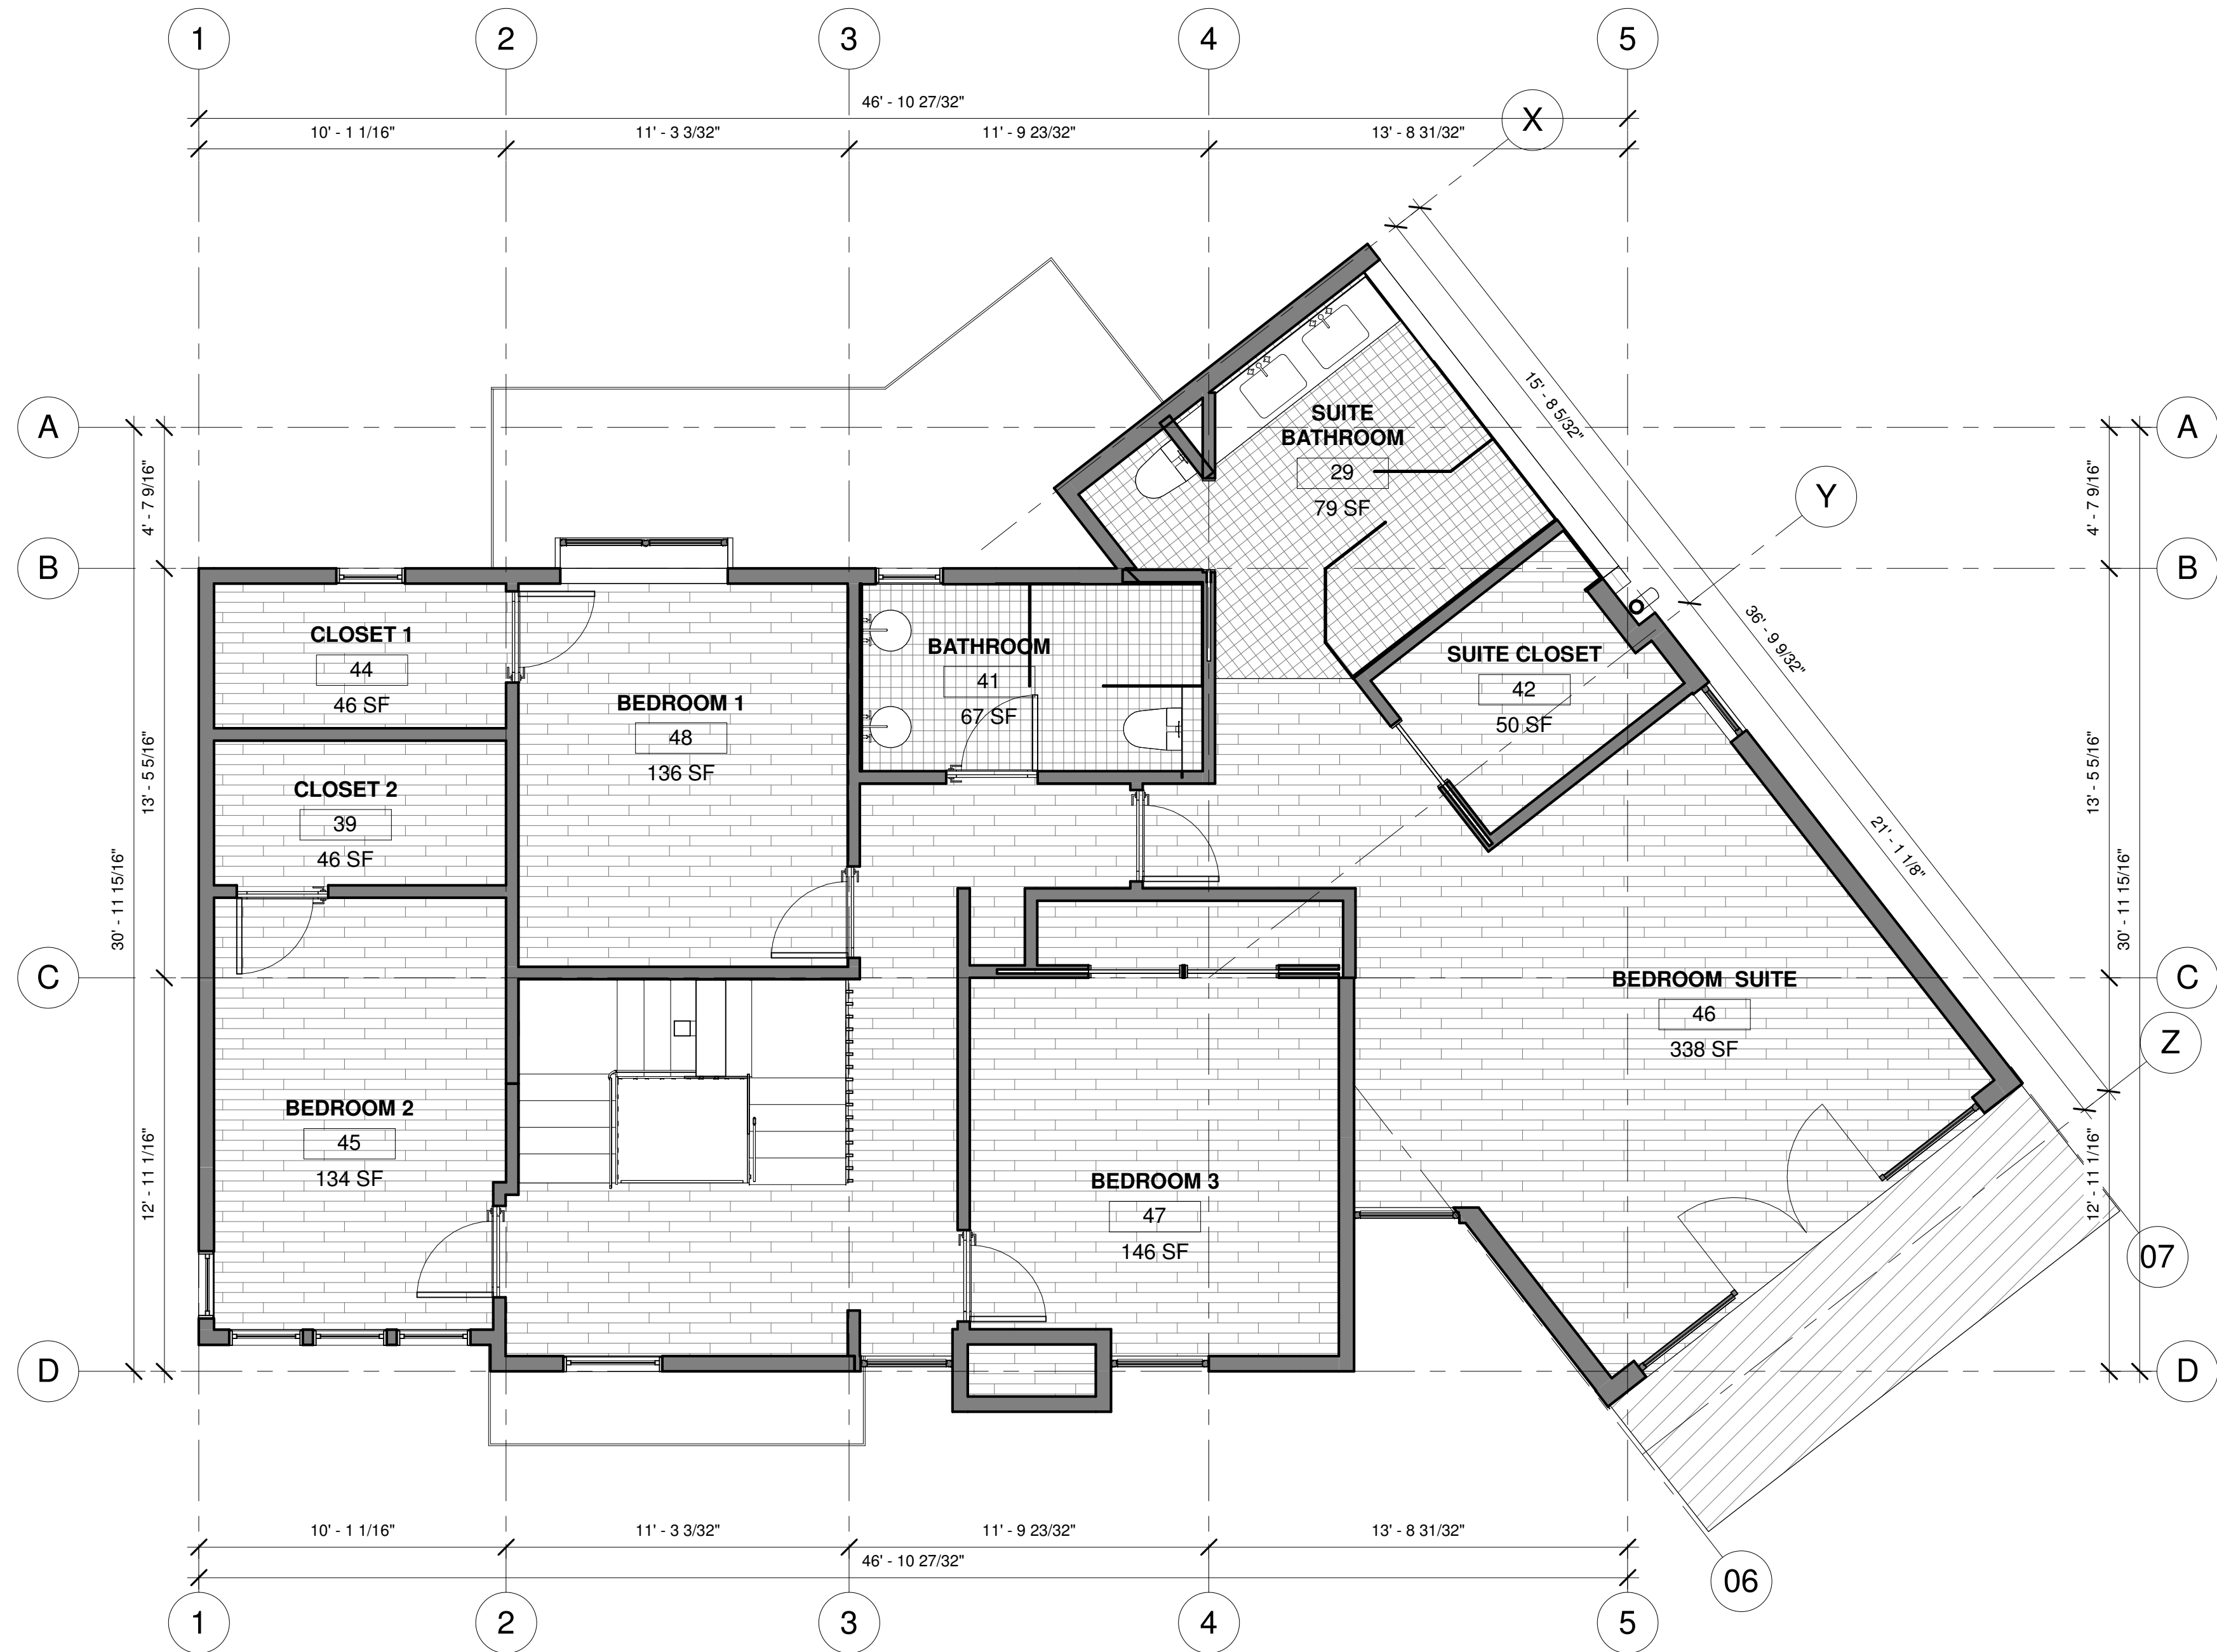 1 2 3 4 5
46' - 10 27/32"
X
10' - 1 1/16" 11' - 3 3/32" 11' - 9 23/32" 13' - 8 31/32"
A
A
SUITE
BATHROOM
29
79 SF
15' - 8 5/32"
Y
4' - 7 9/16"
4' - 7 9/16"
B
B
CLOSET 1
44
46 SF
BATHROOM
41
67 SF
SUITE CLOSET
42
50 SF
36' - 9 9/32"
BEDROOM 1
48
136 SF
13' - 5 5/16"
13' - 5 5/16"
CLOSET 2
39
46 SF
21' - 1 1/8"
30' - 11 15/16"
30' - 11 15/16"
C
C
BEDROOM SUITE
46
338 SF
Z
BEDROOM 2
45
134 SF
12' - 11 1/16"
12' - 11 1/16"
BEDROOM 3
47
146 SF
07
D
D
10' - 1 1/16" 11' - 3 3/32" 11' - 9 23/32" 13' - 8 31/32"
46' - 10 27/32"
06
1 2 3 4 5